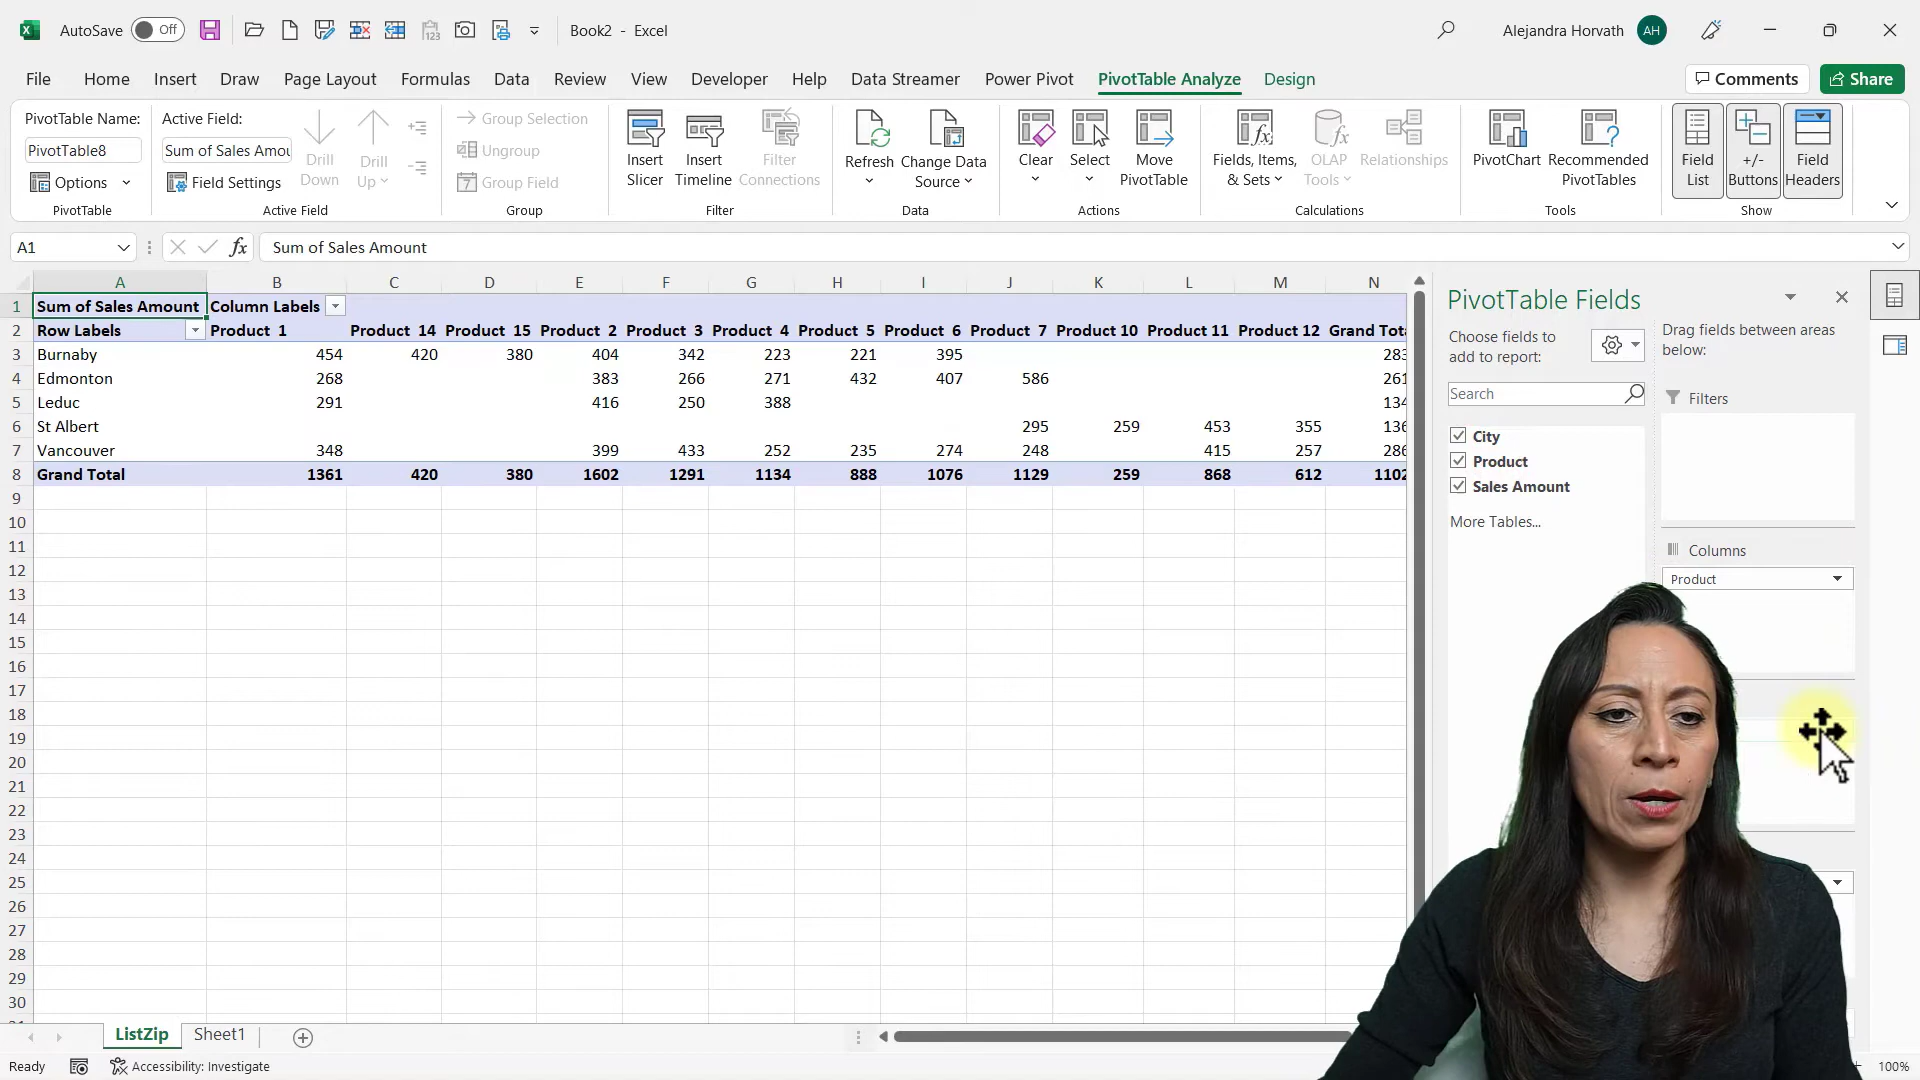 AutoSave Off Book2 - Excel Alejandra Horvath AH
File Home Insert Draw Page Layout Formulas Data Review View Developer Help Data Streamer Power Pivot PivotTable Analyze Design Comments Share
PivotTable Name:
PivotTable8
Options
PivotTable
Active Field:
Sum of Sales Amou
Field Settings
Drill
Down
Drill
Up
Active Field
Group Selection
Ungroup
Group Field
Group
Insert
Slicer
Insert
Timeline
Filter
Connections
Filter
Refresh
Change Data
Source
Data
Clear
Select
Move
PivotTable
Actions
Fields, Items,
& Sets
OLAP
Tools
Relationships
Calculations
PivotChart
Recommended
PivotTables
Tools
Field
List
+/-
Buttons
Field
Headers
Show
A1 fx Sum of Sales Amount
A B C D E F G H I J K L M N
1 Sum of Sales Amount Column Labels
2 Row Labels Product 1 Product 14 Product 15 Product 2 Product 3 Product 4 Product 5 Product 6 Product 7 Product 10 Product 11 Product 12 Grand Tota
3 Burnaby 454 420 380 404 342 223 221 395 283
4 Edmonton 268 383 266 271 432 407 586 261
5 Leduc 291 416 250 388 134
6 St Albert 295 259 453 355 136
7 Vancouver 348 399 433 252 235 274 248 415 257 286
8 Grand Total 1361 420 380 1602 1291 1134 888 1076 1129 259 868 612 1102
9
10
11
12
13
14
15
16
17
18
19
20
21
22
23
24
25
26
27
28
29
30
PivotTable Fields
Choose fields to
add to report:
Search
City
Product
Sales Amount
More Tables...
Drag fields between areas
below:
Filters
Columns
Product
ListZip Sheet1
Ready Accessibility: Investigate 100%